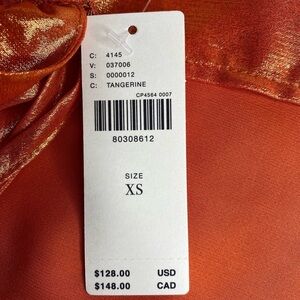 C: 4145
V: 037006
S: 0000012
C: TANGERINE
CP4564 0007
80308612
SIZE
XS
$128.00 USD
$148.00 CAD